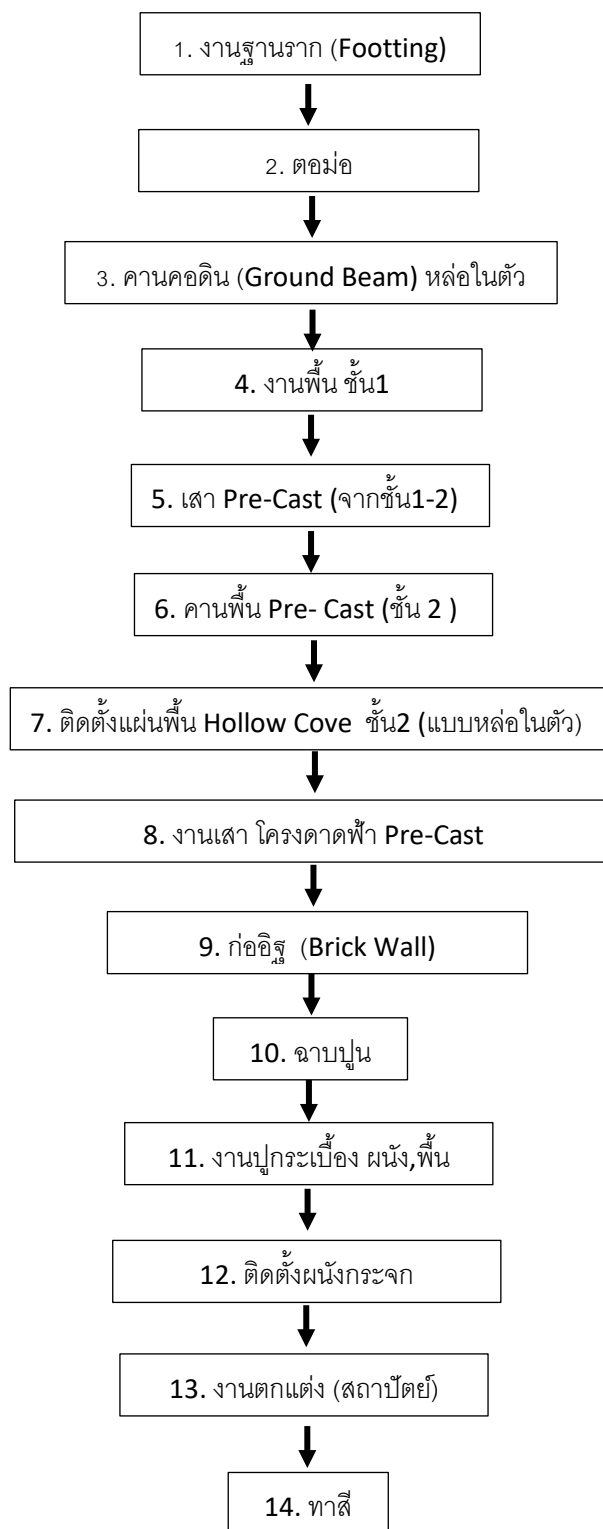 1. งานฐานราก (Footting)
2. ตอม่อ
3. คานคอดิน (Ground Beam) หล่อในตัว
4. งานพื้น ชั้น1
5. เสา Pre-Cast (จากชั้น1-2)
6. คานพื้น Pre- Cast (ชั้น 2 )
7. ติดตั้งแผ่นพื้น Hollow Cove ชั้น2 (แบบหล่อในตัว)
8. งานเสา โครงดาดฟ้า Pre-Cast
9. ก่ออิฐ (Brick Wall)
10. ฉาบปูน
11. งานปูกระเบื้อง ผนัง,พื้น
12. ติดตั้งผนังกระจก
13. งานตกแต่ง (สถาปัตย์)
14. ทาสี